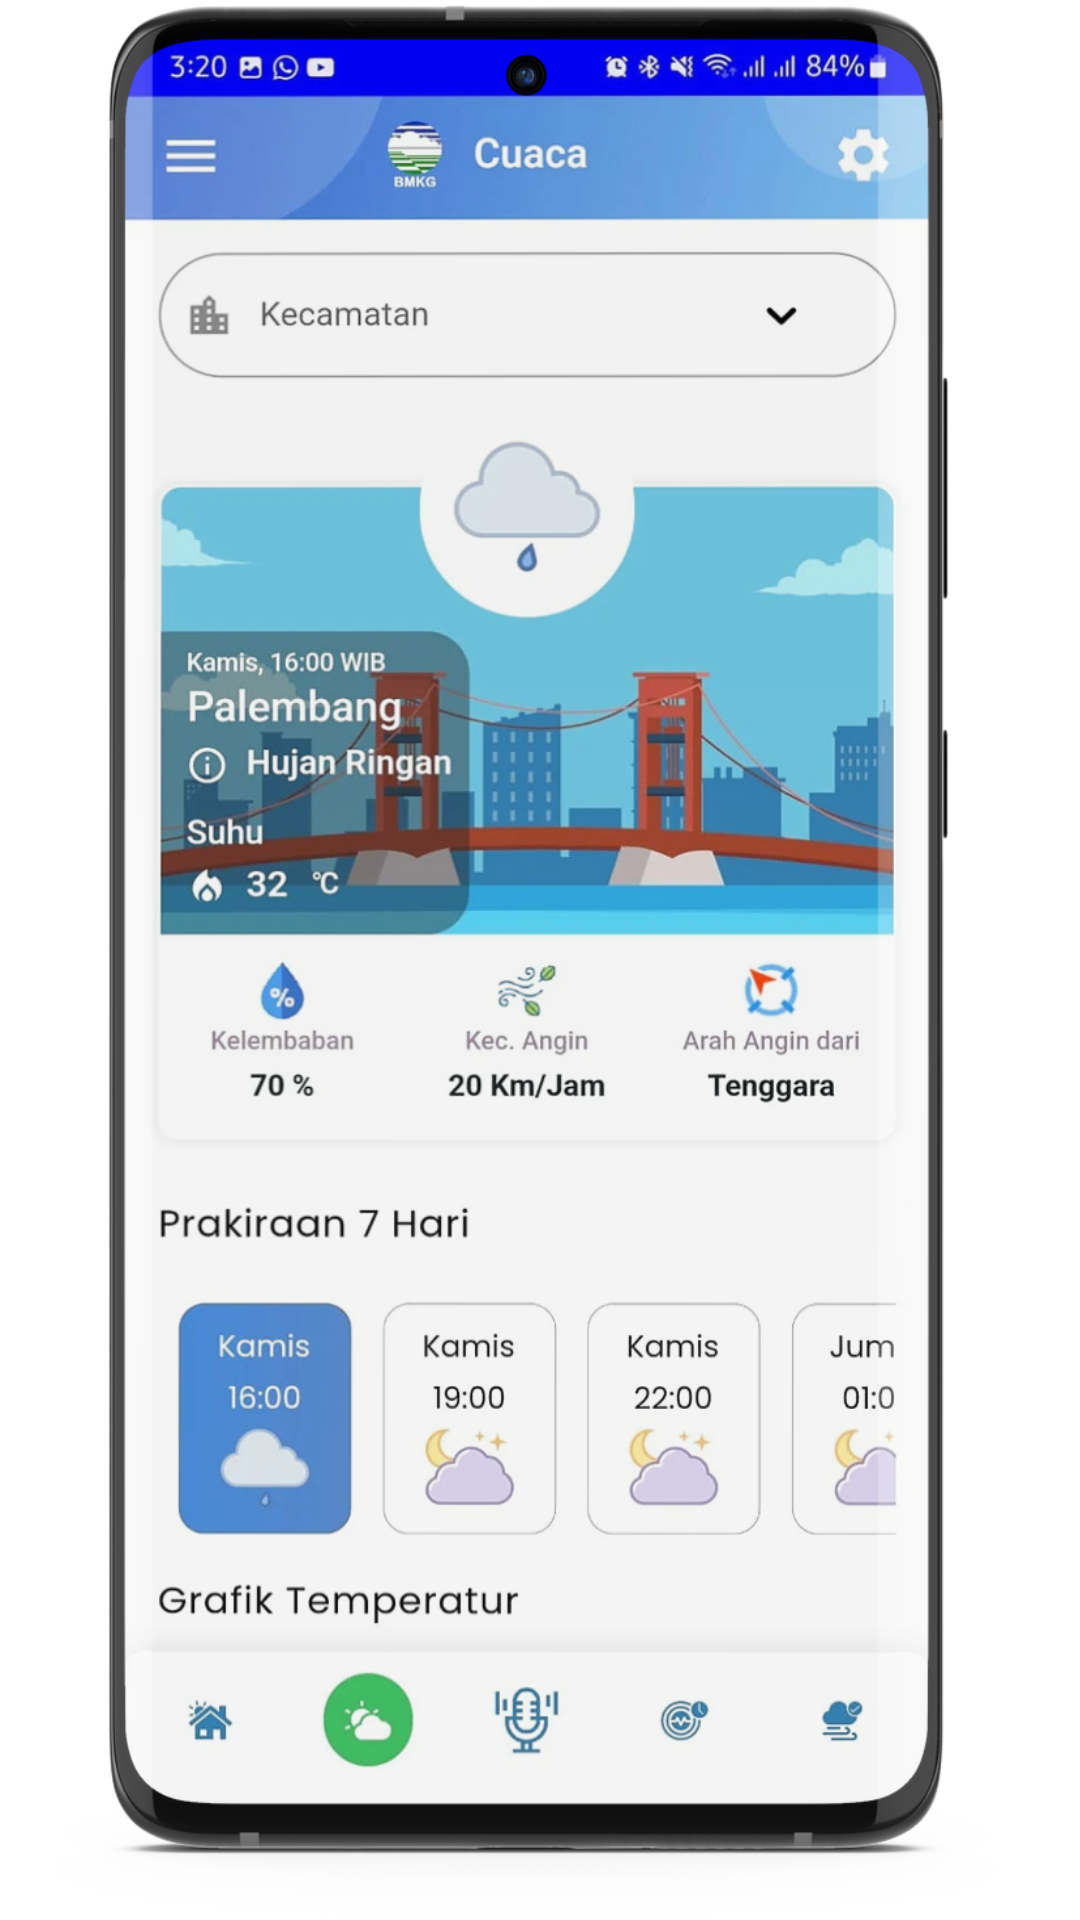 3:20
84%
BMKG
Cuaca
Kecamatan
Kamis, 16:00 WIB
Palembang
Hujan Ringan
Suhu
32 °C
Kelembaban
Kec. Angin
Arah Angin dari
70 %
20 Km/Jam
Tenggara
Prakiraan 7 Hari
Kamis
Kamis
Kamis
Jum
16:00
19:00
22:00
01:0
Grafik Temperatur